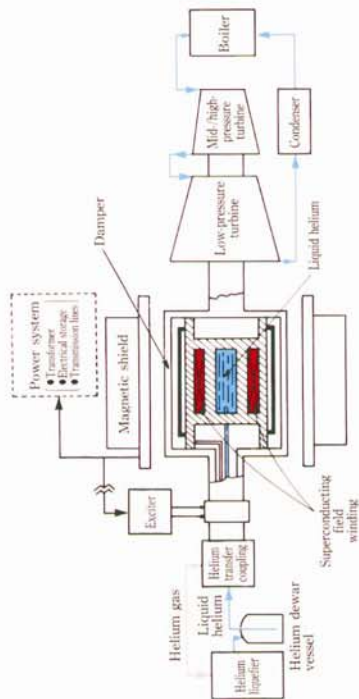 Power system
● Transformer
● Electrical storage
● Transmission lines
Magnetic shield
Damper
Exciter
Helium gas
Helium
transfer
coupling
Liquid
helium
Helium
liquefier
Helium dewar
vessel
Superconducting
field
winding
Liquid helium
Low-pressure
turbine
Mid-/high-
pressure
turbine
Boiler
Condenser